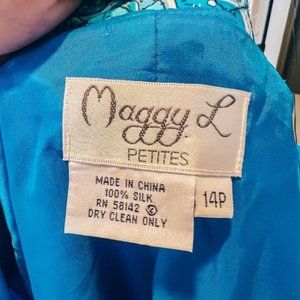 Maggy L
PETITES
MADE IN CHINA
100% SILK
RN 58142 ©
DRY CLEAN ONLY
14P